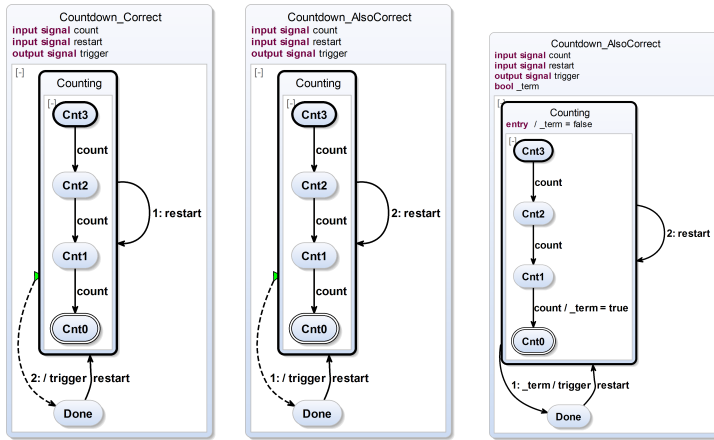 Countdown_Correct
input signal count
input signal restart
output signal trigger
[-]
Counting
[-]
Cnt3
count
Cnt2
1: restart
count
Cnt1
count
Cnt0
2: / trigger
restart
Done
Countdown_AlsoCorrect
input signal count
input signal restart
output signal trigger
[-]
Counting
[-]
Cnt3
count
Cnt2
2: restart
count
Cnt1
count
Cnt0
1: / trigger
restart
Done
Countdown_AlsoCorrect
input signal count
input signal restart
output signal trigger
bool _term
[-]
Counting
entry / _term = false
[-]
Cnt3
count
Cnt2
2: restart
count
Cnt1
count / _term = true
Cnt0
1: _term / trigger
restart
Done